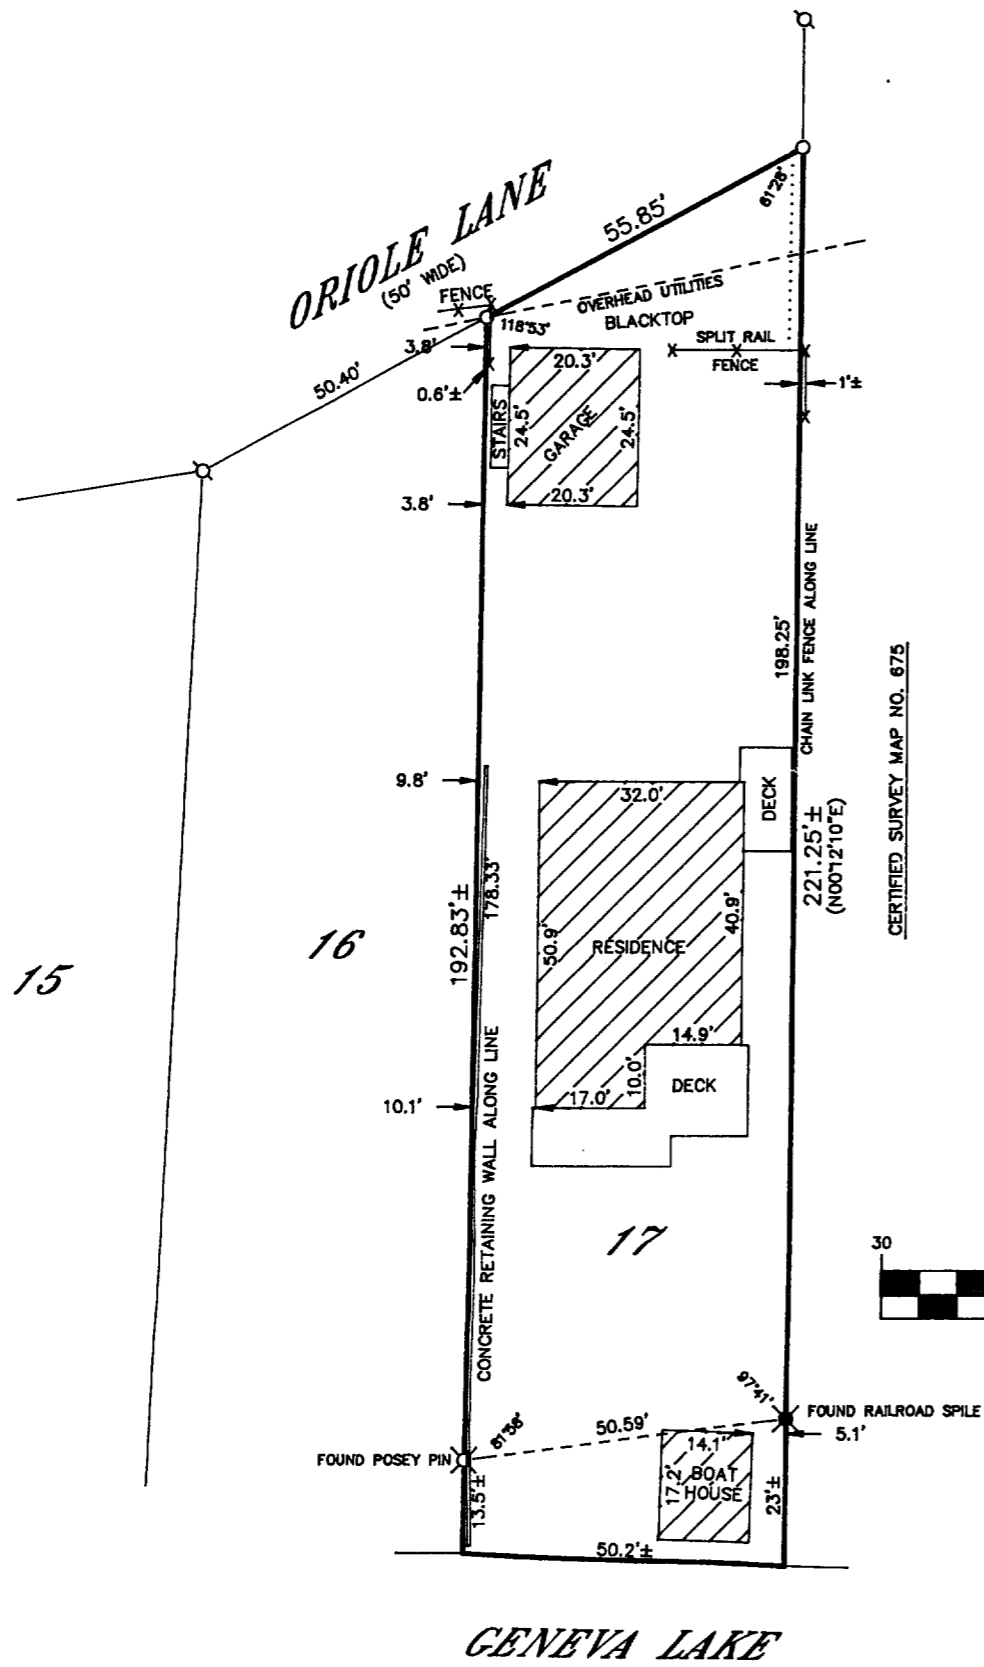 ORIOLE LANE
(50' WIDE)
55.85'
61°28'
FENCE
OVERHEAD UTILITIES
BLACKTOP
118°53'
3.8'
SPLIT RAIL
FENCE
20.3'
1'±
50.40'
0.6'±
STAIRS
24.5'
GARAGE
24.5'
20.3'
3.8'
CHAIN LINK FENCE ALONG LINE
198.25'
CERTIFIED SURVEY MAP NO. 675
9.8'
32.0'
DECK
221.25'±
(N00°12'10"E)
178.33'
192.83'±
16
15
50.9'
RESIDENCE
40.9'
14.9'
10.0'
DECK
17.0'
10.1'
CONCRETE RETAINING WALL ALONG LINE
17
30
97°41'
FOUND RAILROAD SPILE
81°58'
50.59'
5.1'
FOUND POSEY PIN
14.1'
17.2'
BOAT
HOUSE
13.5'±
23'±
50.2'±
GENEVA LAKE